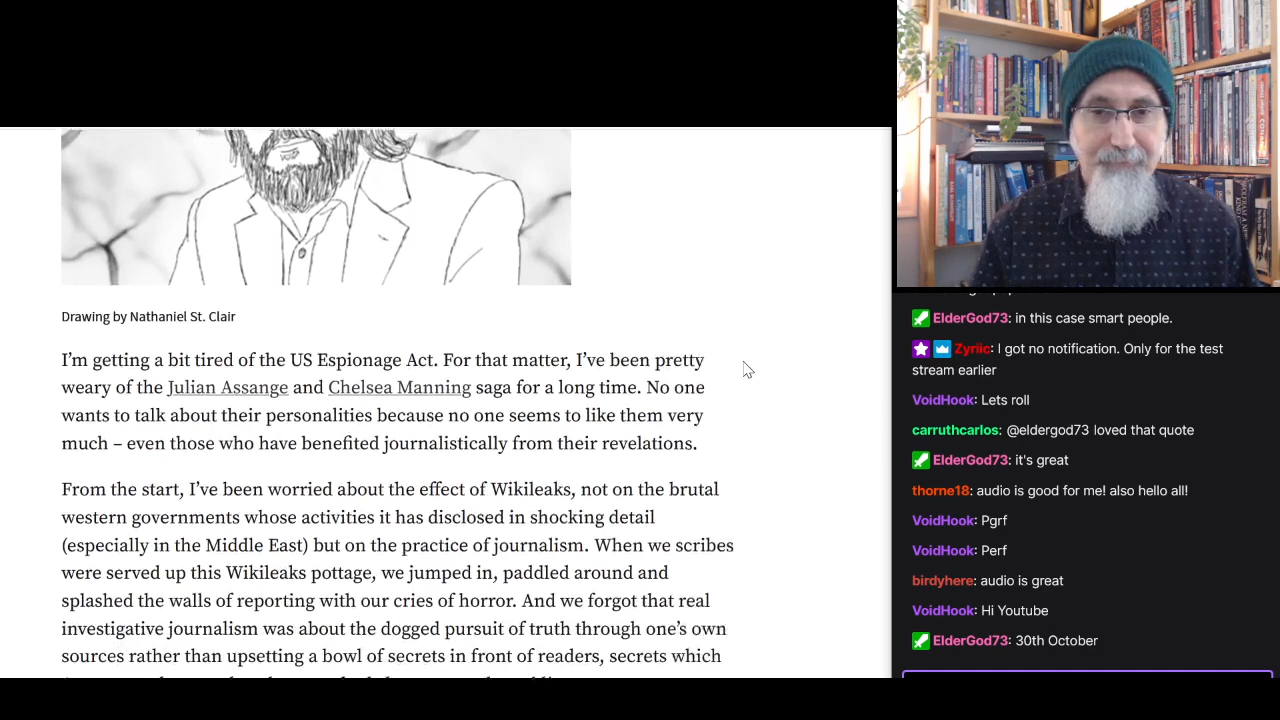 Drawing by Nathaniel St. Clair
I’m getting a bit tired of the US Espionage Act. For that matter, I’ve been pretty
weary of the Julian Assange and Chelsea Manning saga for a long time. No one
wants to talk about their personalities because no one seems to like them very
much – even those who have benefited journalistically from their revelations.
From the start, I’ve been worried about the effect of Wikileaks, not on the brutal
western governments whose activities it has disclosed in shocking detail
(especially in the Middle East) but on the practice of journalism. When we scribes
were served up this Wikileaks pottage, we jumped in, paddled around and
splashed the walls of reporting with our cries of horror. And we forgot that real
investigative journalism was about the dogged pursuit of truth through one’s own
sources rather than upsetting a bowl of secrets in front of readers, secrets which
ElderGod73: in this case smart people.
Zyriic: I got no notification. Only for the test
stream earlier
VoidHook: Lets roll
carruthcarlos: @eldergod73 loved that quote
ElderGod73: it's great
thorne18: audio is good for me! also hello all!
VoidHook: Pgrf
VoidHook: Perf
birdyhere: audio is great
VoidHook: Hi Youtube
ElderGod73: 30th October